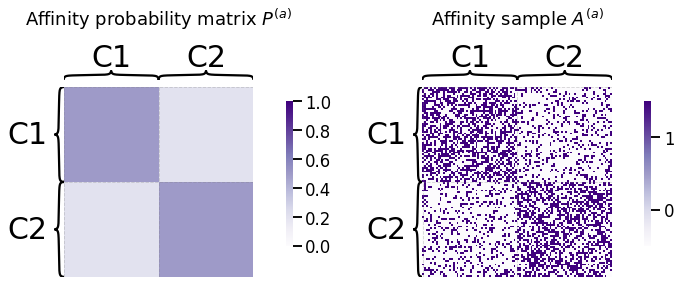 Affinity probability matrix $P^{(a)}$
C1 C2
C1
C2
1.0
0.8
0.6
0.4
0.2
0.0
Affinity sample $A^{(a)}$
C1 C2
C1
C2
1
0